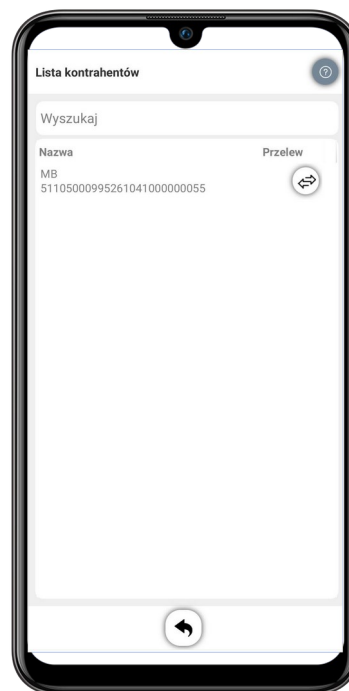 Lista kontrahentów
?
Wyszukaj
Nazwa Przelew
MB
51105000995261041000000055